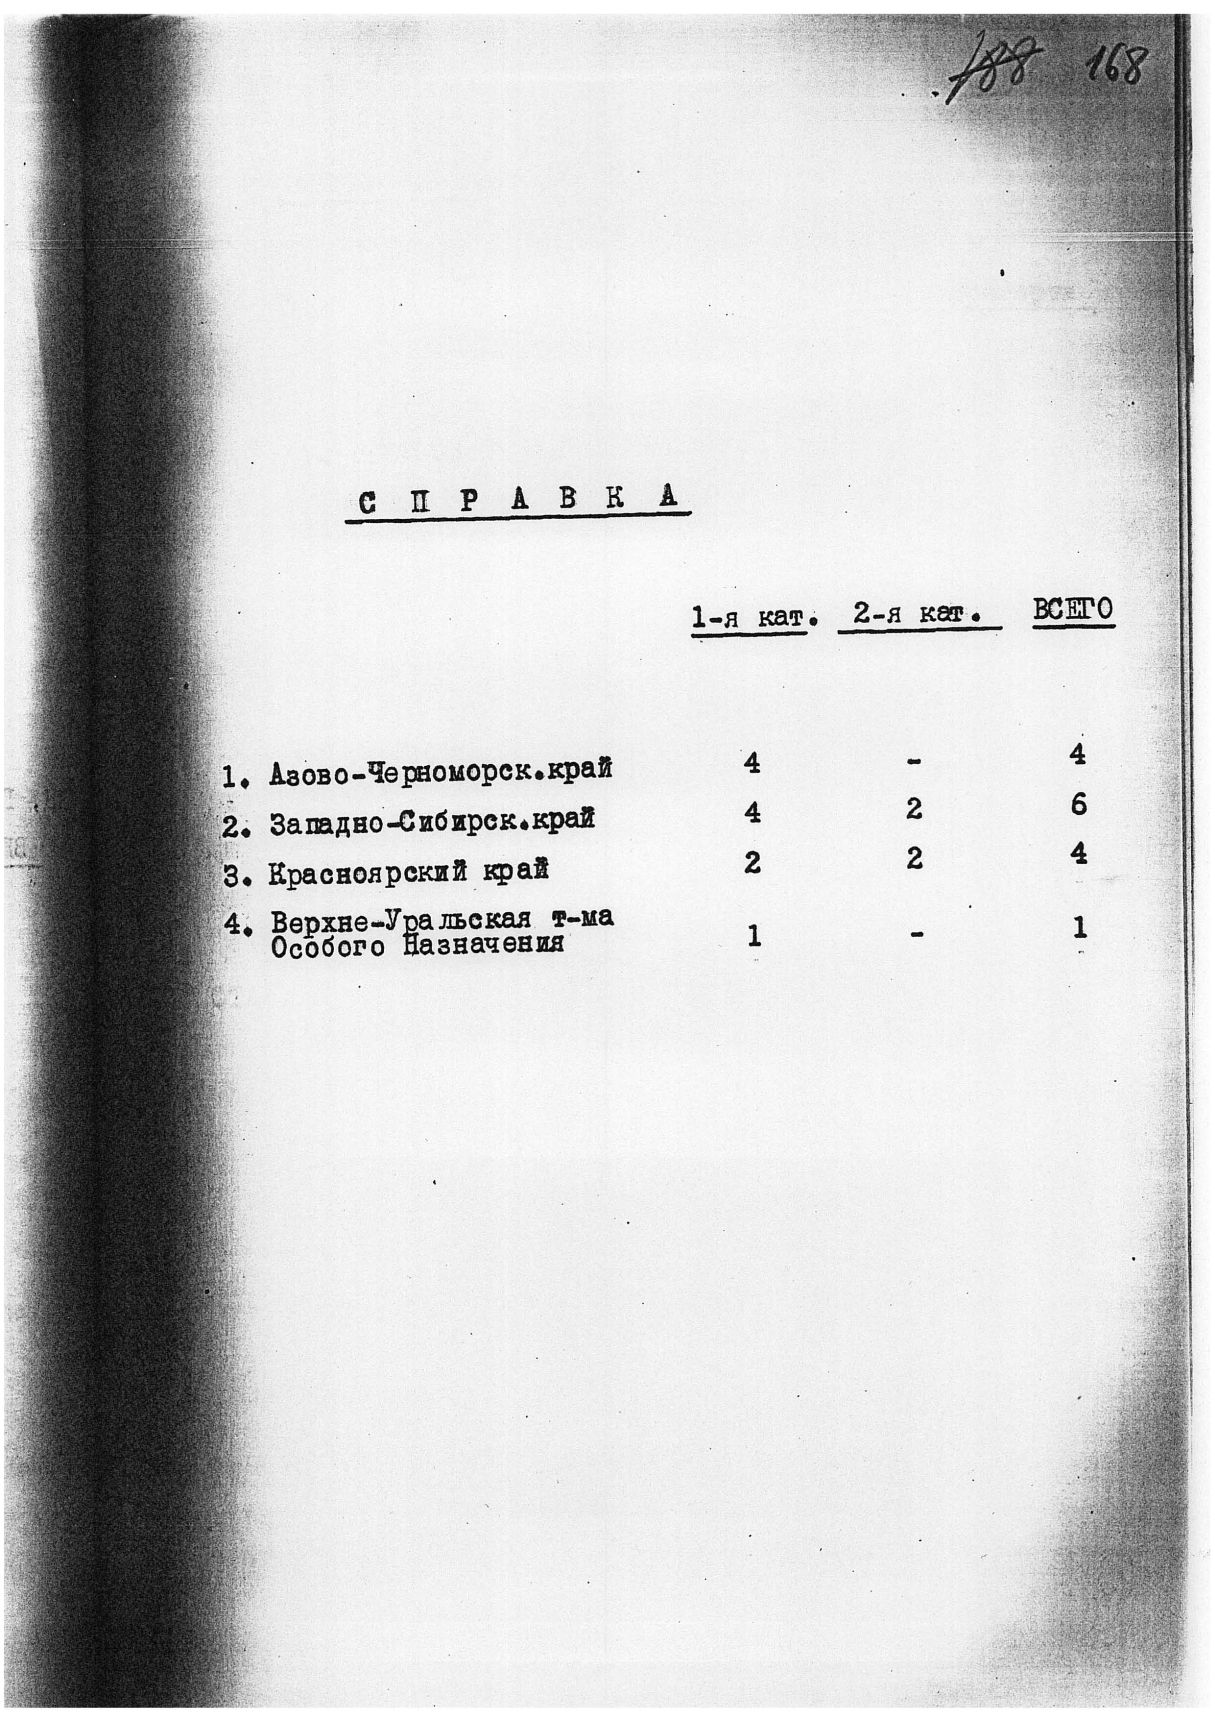 188 168
С П Р А В К А
1-я кат. 2-я кат. ВСЕГО
1. Азово-Черноморск.край 4 - 4
2. Западно-Сибирск.край 4 2 6
3. Красноярский край 2 2 4
4. Верхне-Уральская т-ма
Особого Назначения 1 - 1